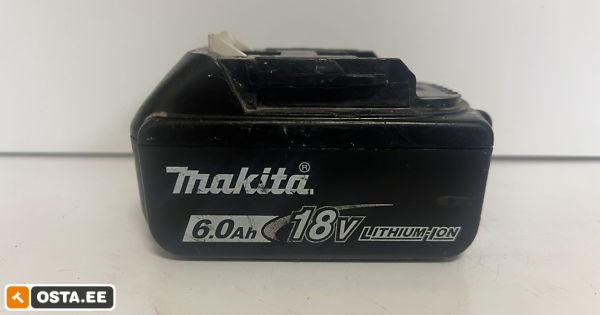 makita®
6.0Ah 18V LITHIUM-ION
OSTA.EE